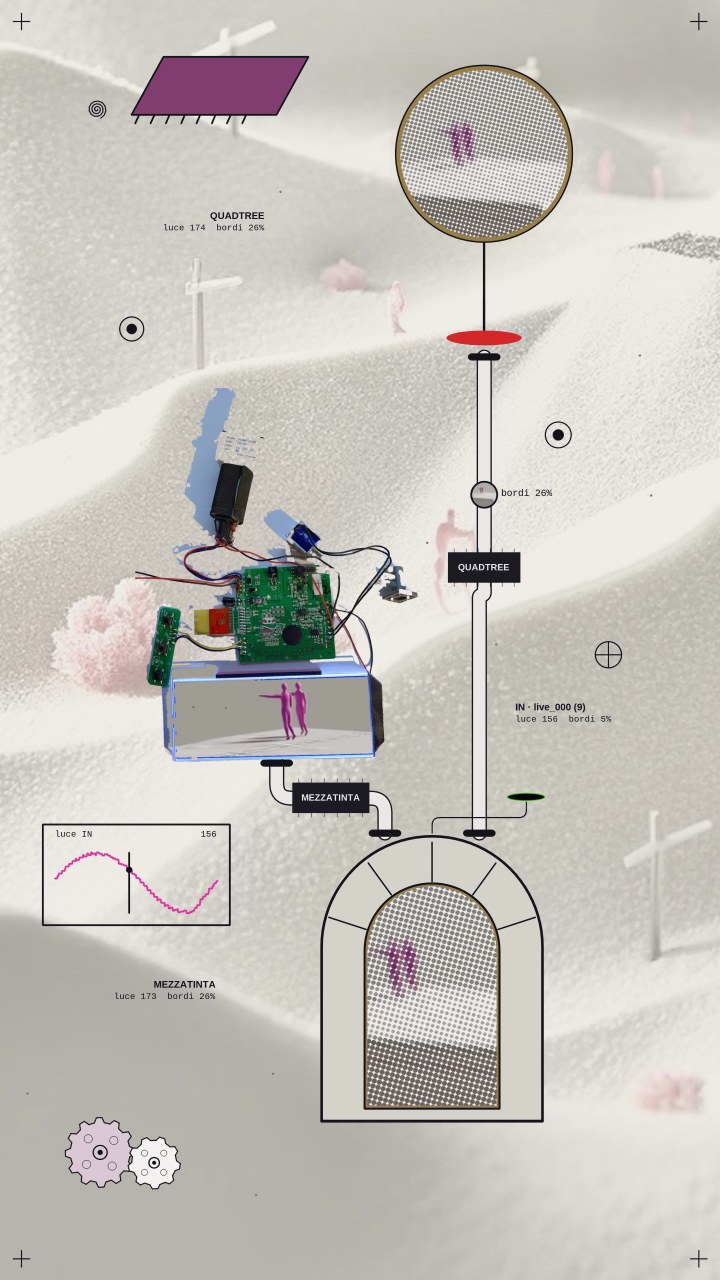 QUADTREE
luce 174  bordi 26%
bordi 26%
QUADTREE
IN · live_000 (9)
luce 156  bordi 5%
MEZZATINTA
luce IN 156
MEZZATINTA
luce 173  bordi 26%